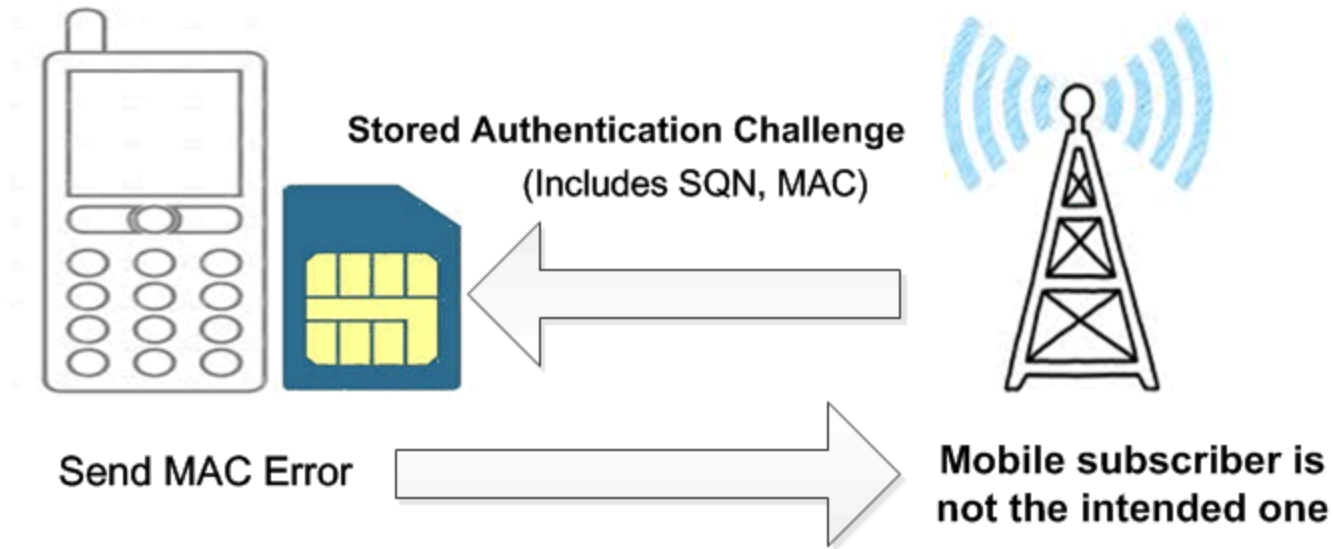 Stored Authentication Challenge
(Includes SQN, MAC)
Send MAC Error
Mobile subscriber is
not the intended one